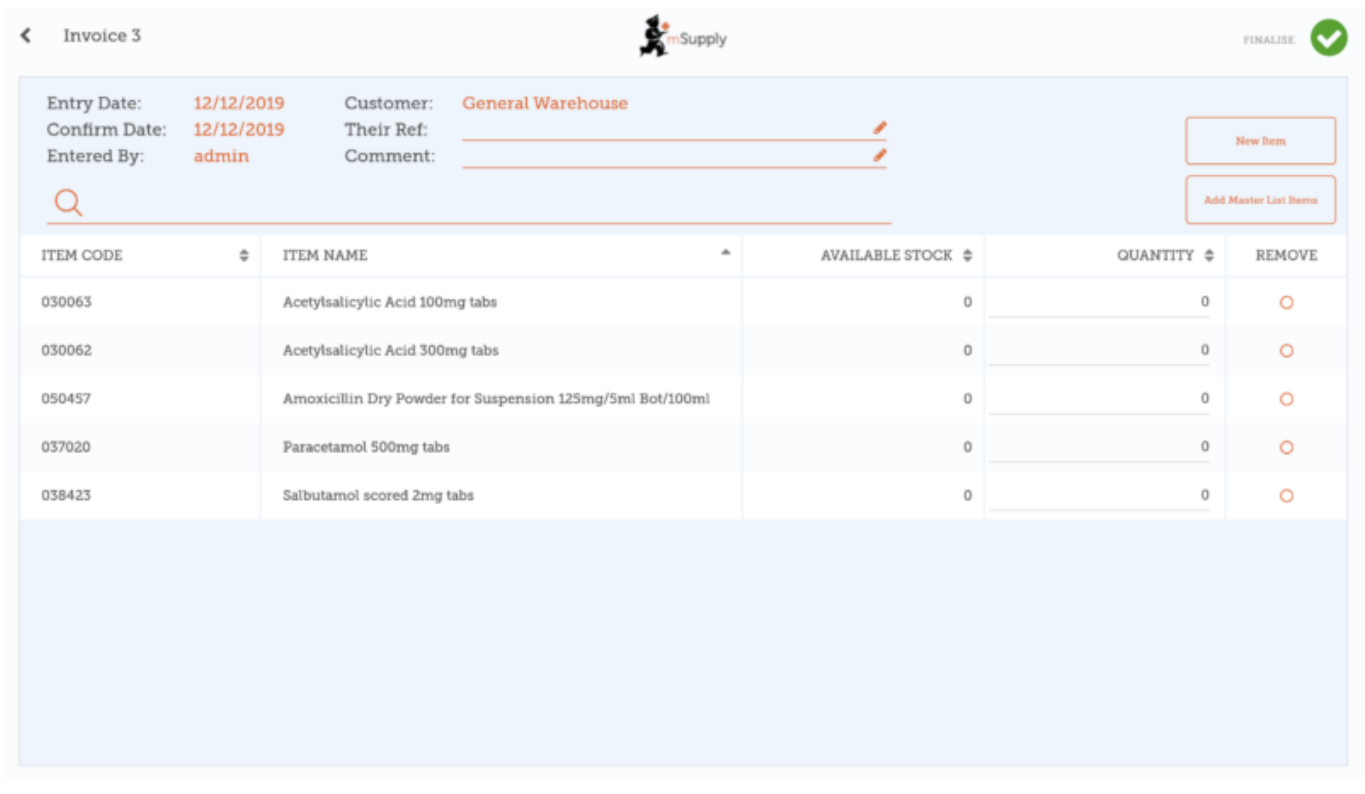 Invoice 3
mSupply
FINALISE
Entry Date: 12/12/2019 Customer: General Warehouse
Confirm Date: 12/12/2019 Their Ref:
Entered By: admin Comment:
New Item
Add Master List Items
ITEM CODE ITEM NAME AVAILABLE STOCK QUANTITY REMOVE
030063 Acetylsalicylic Acid 100mg tabs 0 0
030062 Acetylsalicylic Acid 300mg tabs 0 0
050457 Amoxicillin Dry Powder for Suspension 125mg/5ml Bot/100ml 0 0
037020 Paracetamol 500mg tabs 0 0
038423 Salbutamol scored 2mg tabs 0 0